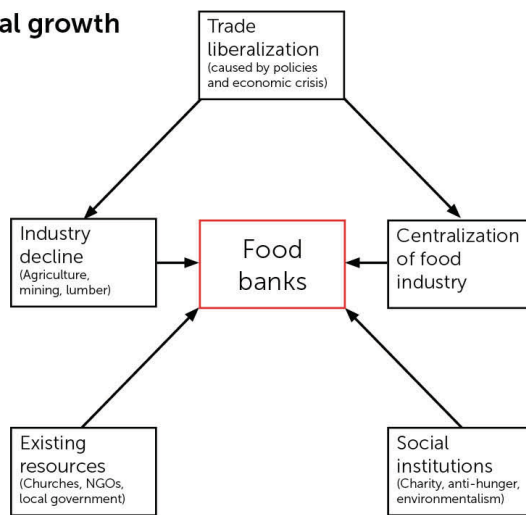 al growth
Trade
liberalization
(caused by policies
and economic crisis)
Industry
decline
(Agriculture,
mining, lumber)
Food
banks
Centralization
of food
industry
Existing
resources
(Churches, NGOs,
local government)
Social
institutions
(Charity, anti-hunger,
environmentalism)